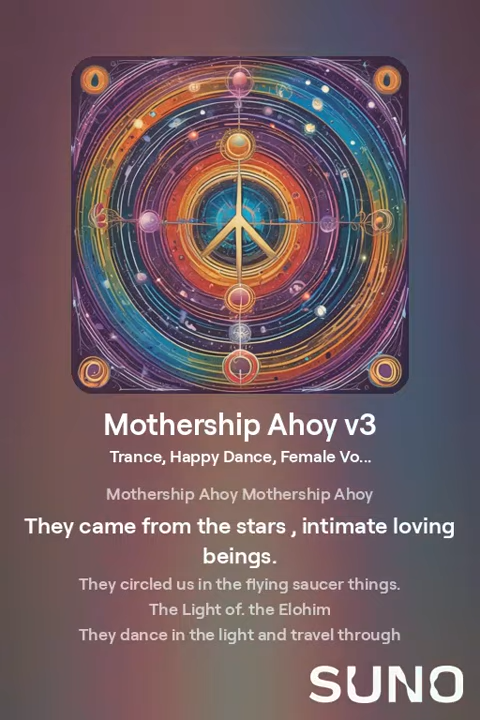 Mothership Ahoy v3
Trance, Happy Dance, Female Vo...
Mothership Ahoy Mothership Ahoy
They came from the stars , intimate loving
beings.
They circled us in the flying saucer things.
The Light of. the Elohim
They dance in the light and travel through
SUNO